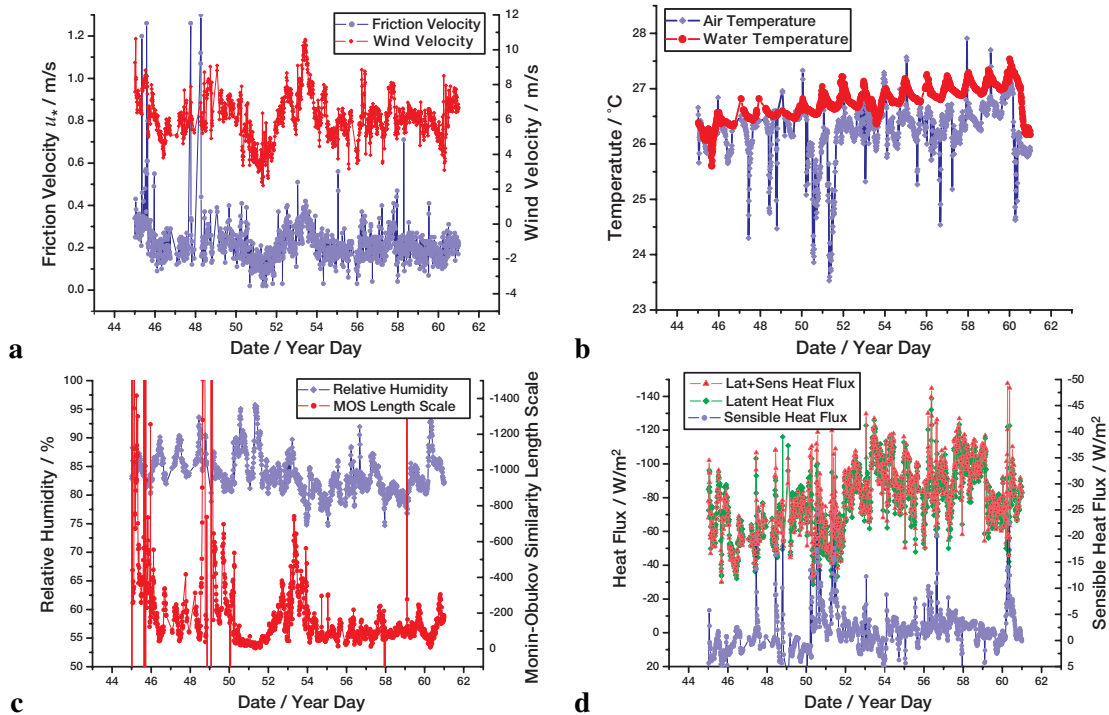 Friction Velocity
Wind Velocity
1.2
1.0
0.8
0.6
0.4
0.2
0.0
Friction Velocity u* / m/s
12
10
8
6
4
2
0
-2
-4
Wind Velocity / m/s
44 46 48 50 52 54 56 58 60 62
Date / Year Day
a
Air Temperature
Water Temperature
28
27
26
25
24
23
Temperatute / °C
44 46 48 50 52 54 56 58 60 62
Date / Year Day
b
Relative Humidity
MOS Length Scale
100
95
90
85
80
75
70
65
60
55
50
Relative Humidity / %
-1400
-1200
-1000
-800
-600
-400
-200
0
Monin-Obukov Similarity Length Scale
44 46 48 50 52 54 56 58 60 62
Date / Year Day
c
Lat+Sens Heat Flux
Latent Heat Flux
Sensible Heat Flux
-140
-120
-100
-80
-60
-40
-20
0
20
Heat Flux / W/m²
-50
-45
-40
-35
-30
-25
-20
-15
-10
-5
0
5
Sensible Heat Flux / W/m²
44 46 48 50 52 54 56 58 60 62
Date / Year Day
d